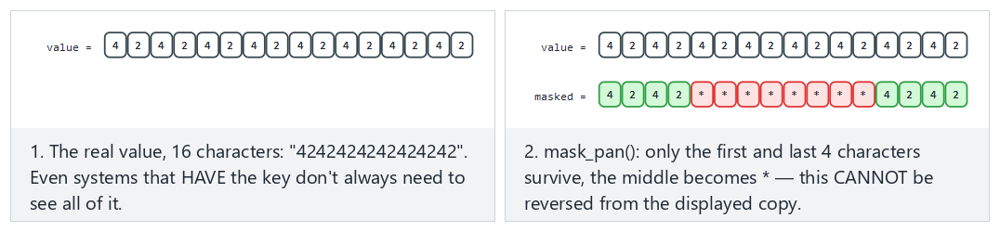 value = 4 2 4 2 4 2 4 2 4 2 4 2 4 2 4 2
1. The real value, 16 characters: "4242424242424242".
Even systems that HAVE the key don't always need to
see all of it.
value = 4 2 4 2 4 2 4 2 4 2 4 2 4 2 4 2
masked = 4 2 4 2 * * * * * * * * 4 2 4 2
2. mask_pan(): only the first and last 4 characters
survive, the middle becomes * — this CANNOT be
reversed from the displayed copy.